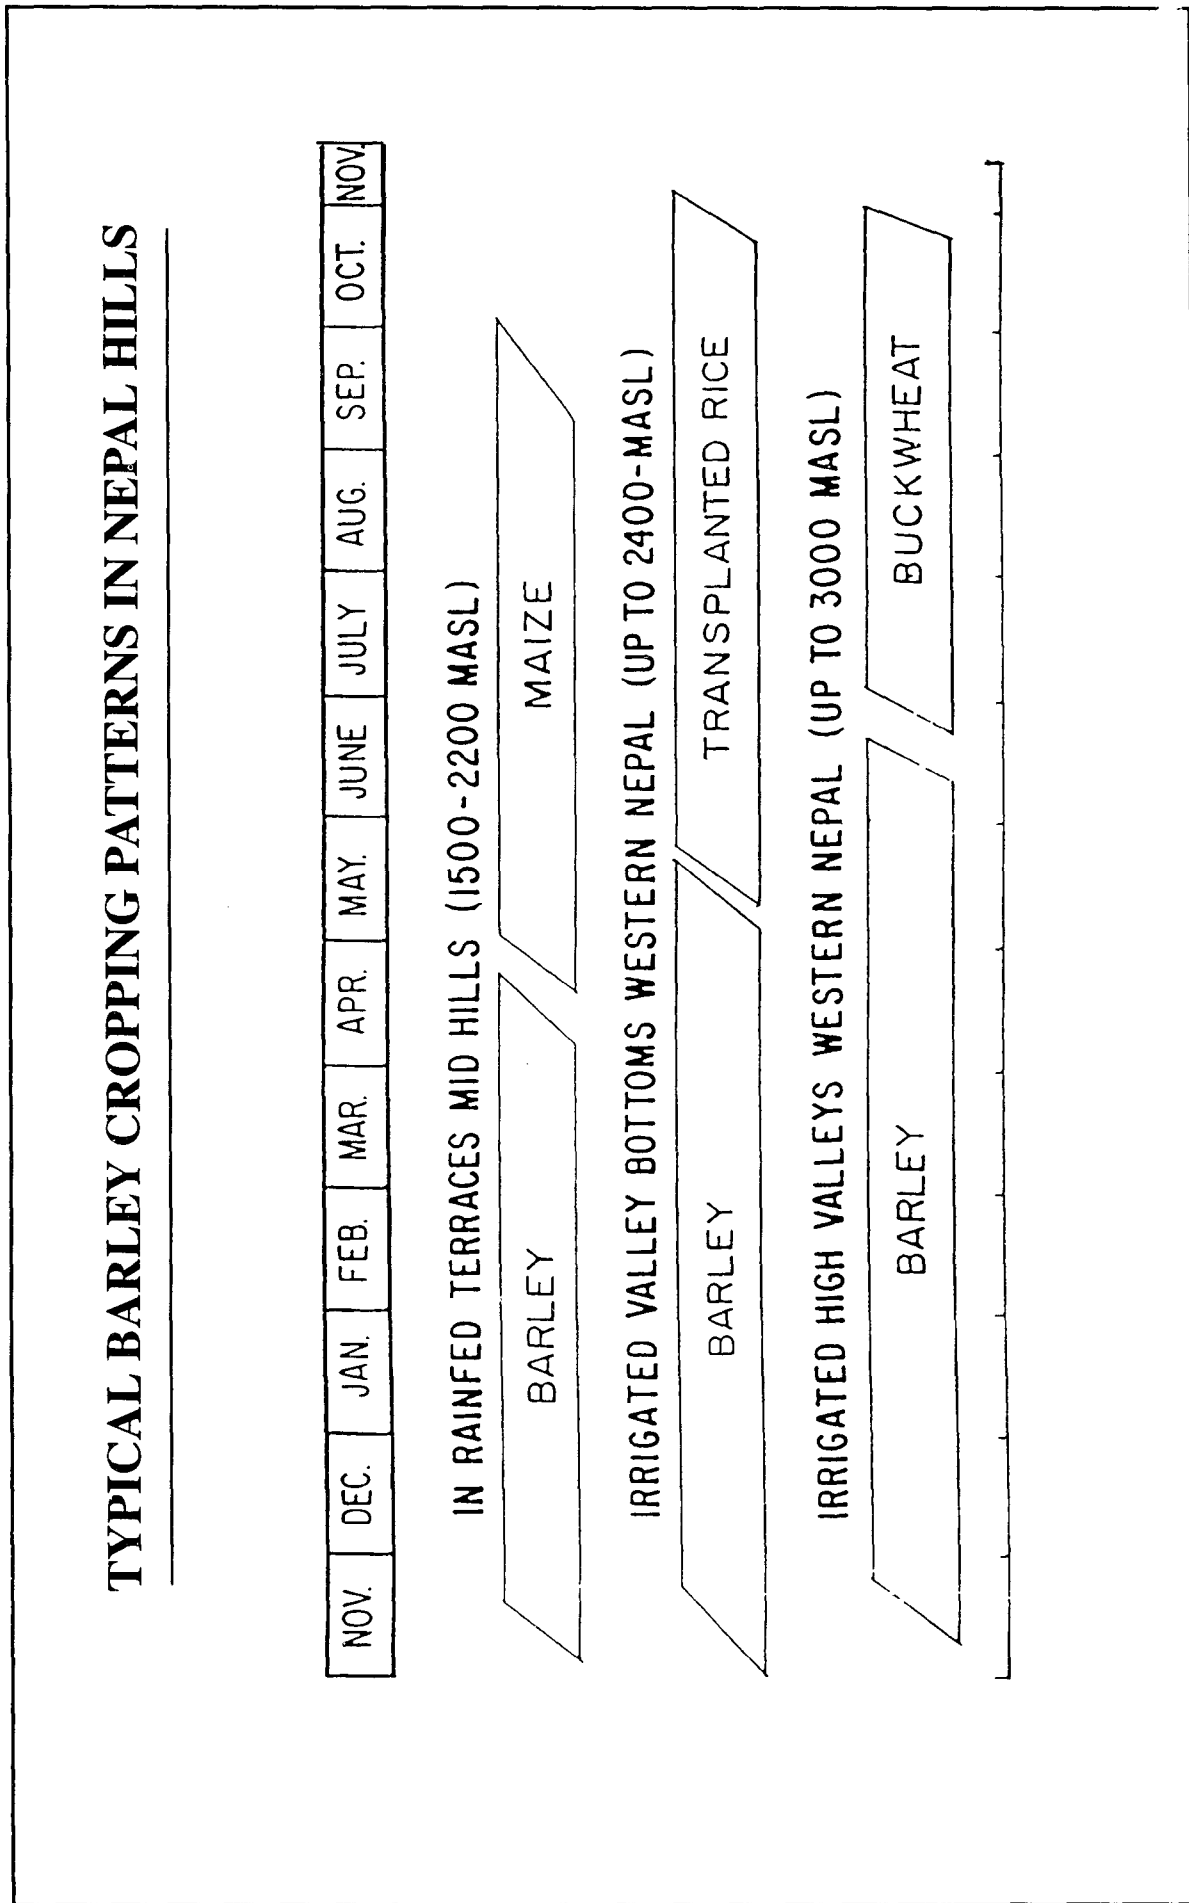 TYPICAL BARLEY CROPPING PATTERNS IN NEPAL HILLS
NOV. DEC. JAN. FEB. MAR. APR. MAY. JUNE JULY AUG. SEP. OCT. NOV.
IN RAINFED TERRACES MID HILLS (1500-2200 MASL)
BARLEY MAIZE
IRRIGATED VALLEY BOTTOMS WESTERN NEPAL (UP TO 2400-MASL)
BARLEY TRANSPLANTED RICE
IRRIGATED HIGH VALLEYS WESTERN NEPAL (UP TO 3000 MASL)
BARLEY BUCKWHEAT